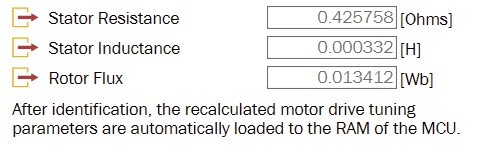 Stator Resistance 0.425758 [Ohms]
Stator Inductance 0.000332 [H]
Rotor Flux 0.013412 [Wb]
After identification, the recalculated motor drive tuning
parameters are automatically loaded to the RAM of the MCU.